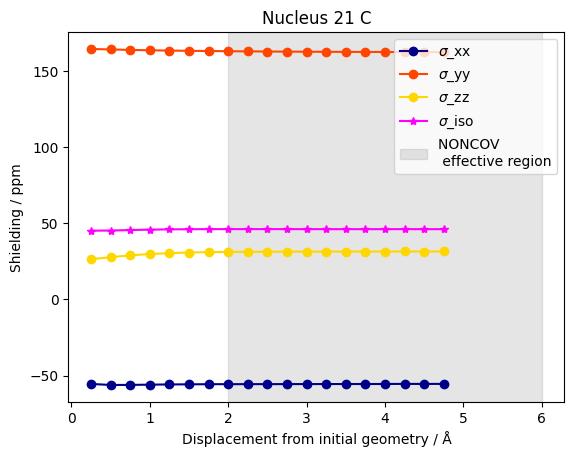 Nucleus 21 C
Shielding / ppm
150
100
50
0
−50
σ_xx
σ_yy
σ_zz
σ_iso
NONCOV
effective region
0 1 2 3 4 5 6
Displacement from initial geometry / Å